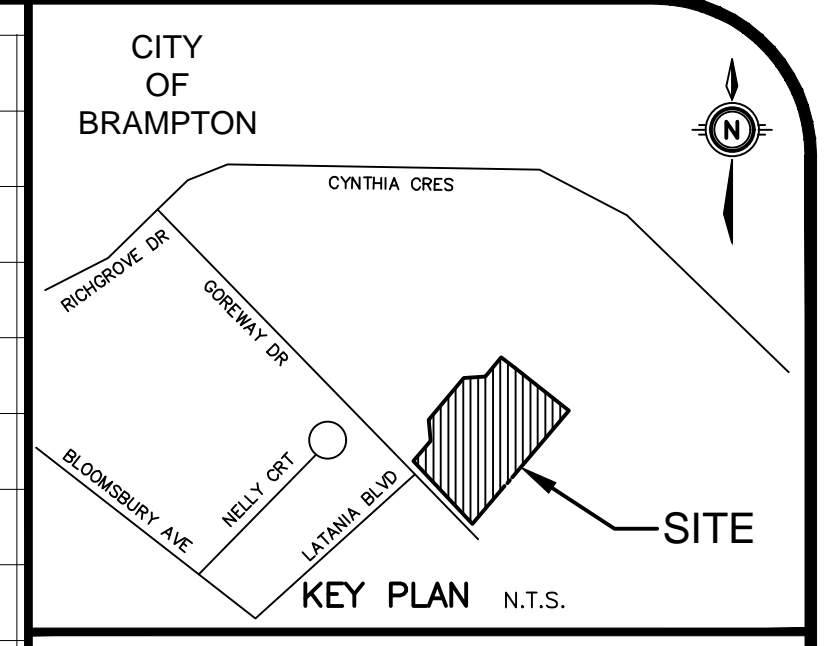 CITY
OF
BRAMPTON
N
CYNTHIA CRES
RICHGROVE DR
GOREWAY DR
BLOOMSBURY AVE
NELLY CRT
LATANIA BLVD
SITE
KEY PLAN N.T.S.